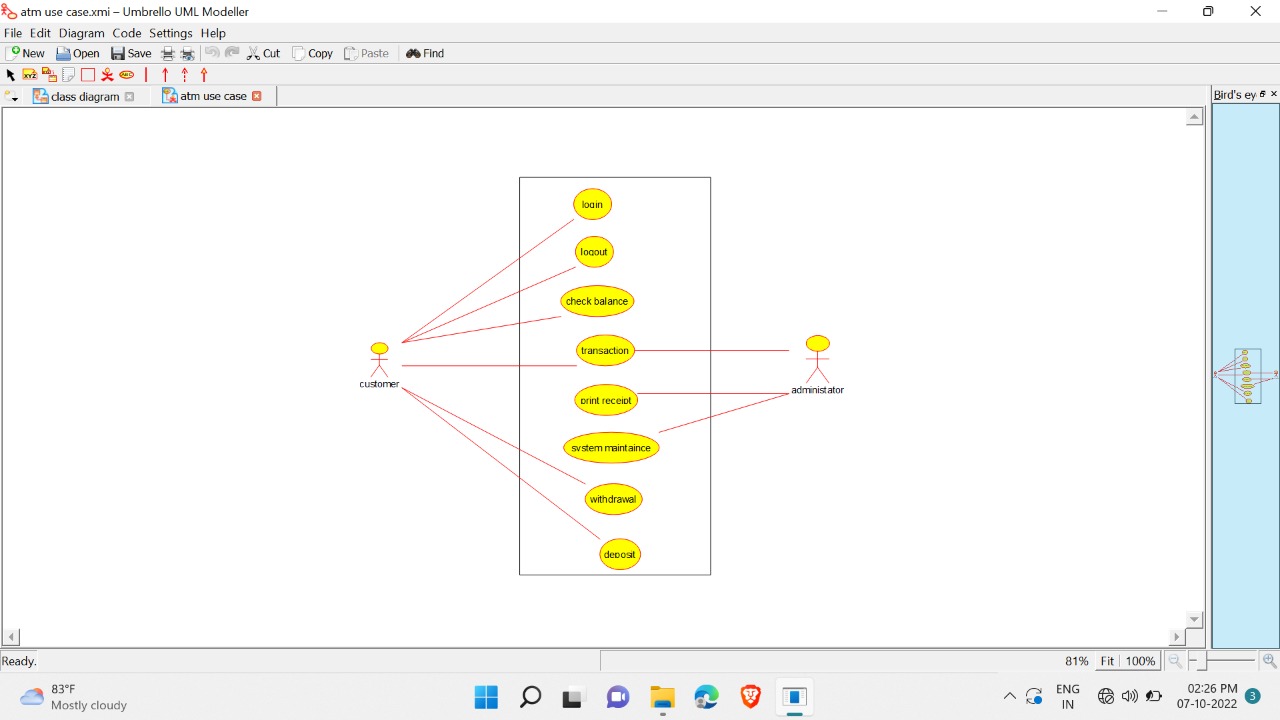 atm use case.xmi – Umbrello UML Modeller
File Edit Diagram Code Settings Help
New Open Save Cut Copy Paste Find
XYZ ABC
class diagram atm use case Bird's ey
login
logout
check balance
transaction
print receipt
system maintaince
withdrawal
deposit
customer
administator
Ready. 81% Fit 100%
83°F
Mostly cloudy
ENG
IN
02:26 PM
07-10-2022
3